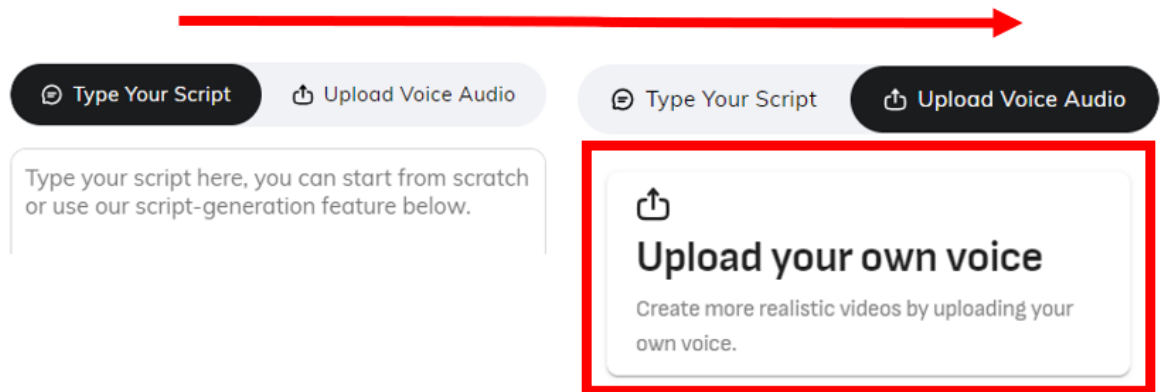 Type Your Script
Upload Voice Audio
Type your script here, you can start from scratch
or use our script-generation feature below.
Type Your Script
Upload Voice Audio
Upload your own voice
Create more realistic videos by uploading your
own voice.